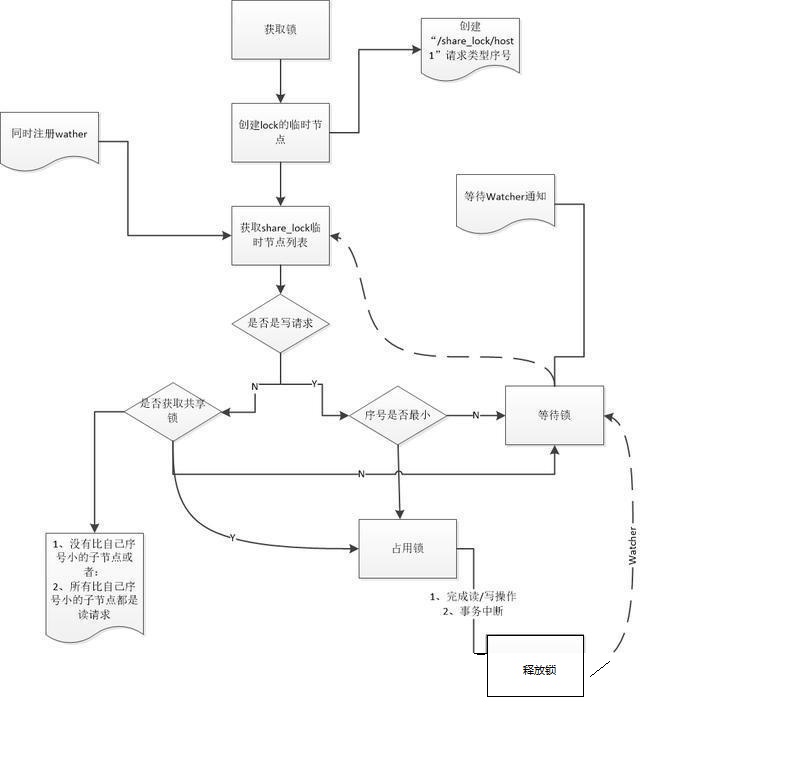 获取锁
创建
“/share_lock/host
1”请求类型序号
创建lock的临时节
点
同时注册wather
等待Watcher通知
获取share_lock临
时节点列表
是否是写请求
N
Y
是否获取共享
锁
序号是否最小
N
等待锁
N
Y
占用锁
Watcher
1、没有比自己序
号小的子节点或
者：
2、所有比自己序
号小的子节点都是
读请求
1、完成读/写操作
2、事务中断
释放锁